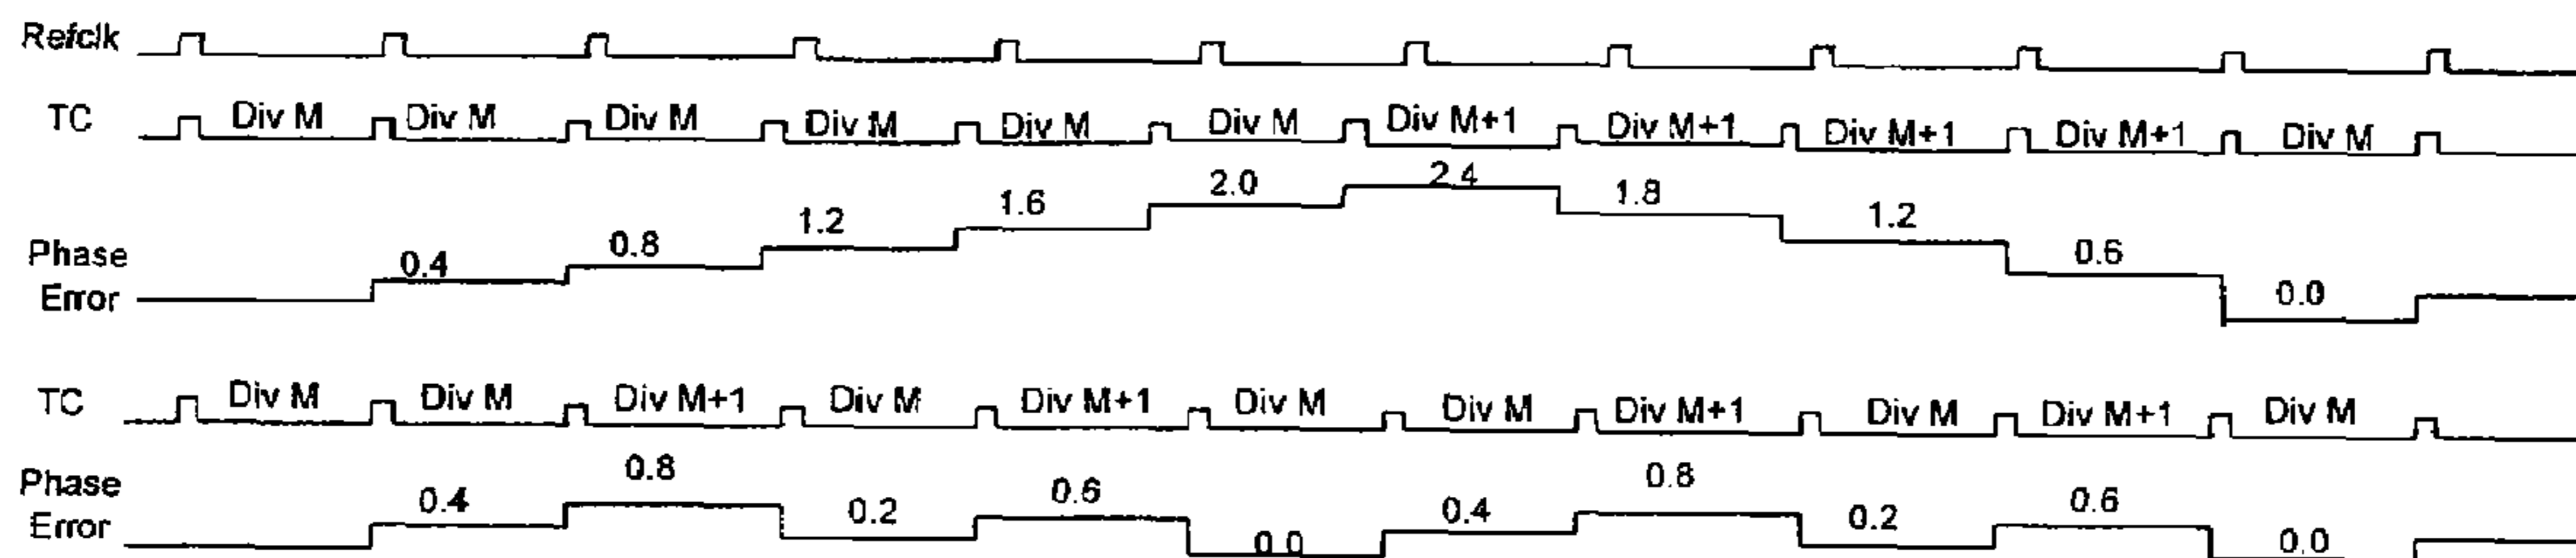 Refclk
TC Div M Div M Div M Div M Div M Div M Div M+1 Div M+1 Div M+1 Div M+1 Div M
Phase Error 0.4 0.8 1.2 1.6 2.0 2.4 1.8 1.2 0.6 0.0
TC Div M Div M Div M+1 Div M Div M+1 Div M Div M Div M+1 Div M Div M+1 Div M
Phase Error 0.4 0.8 0.2 0.6 0.0 0.4 0.8 0.2 0.6 0.0